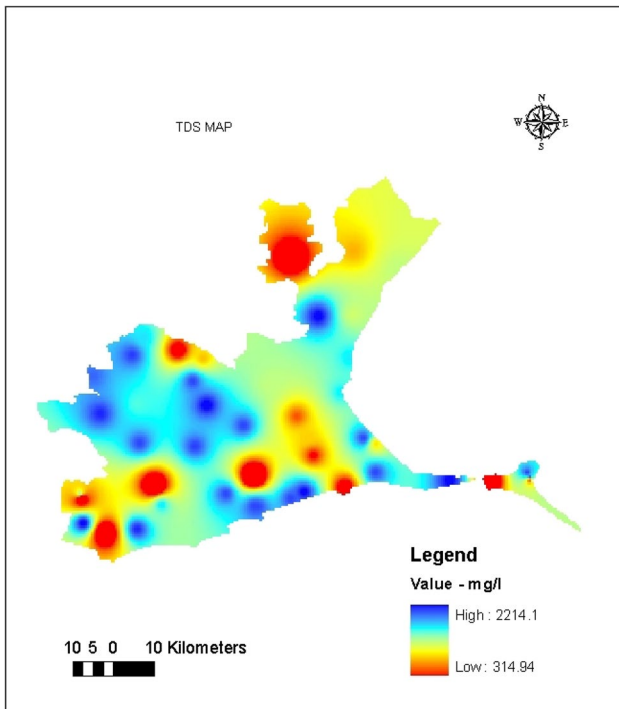 TDS MAP
N
W E
S
Legend
Value - mg/l
High : 2214.1
Low : 314.94
10 5 0 10 Kilometers